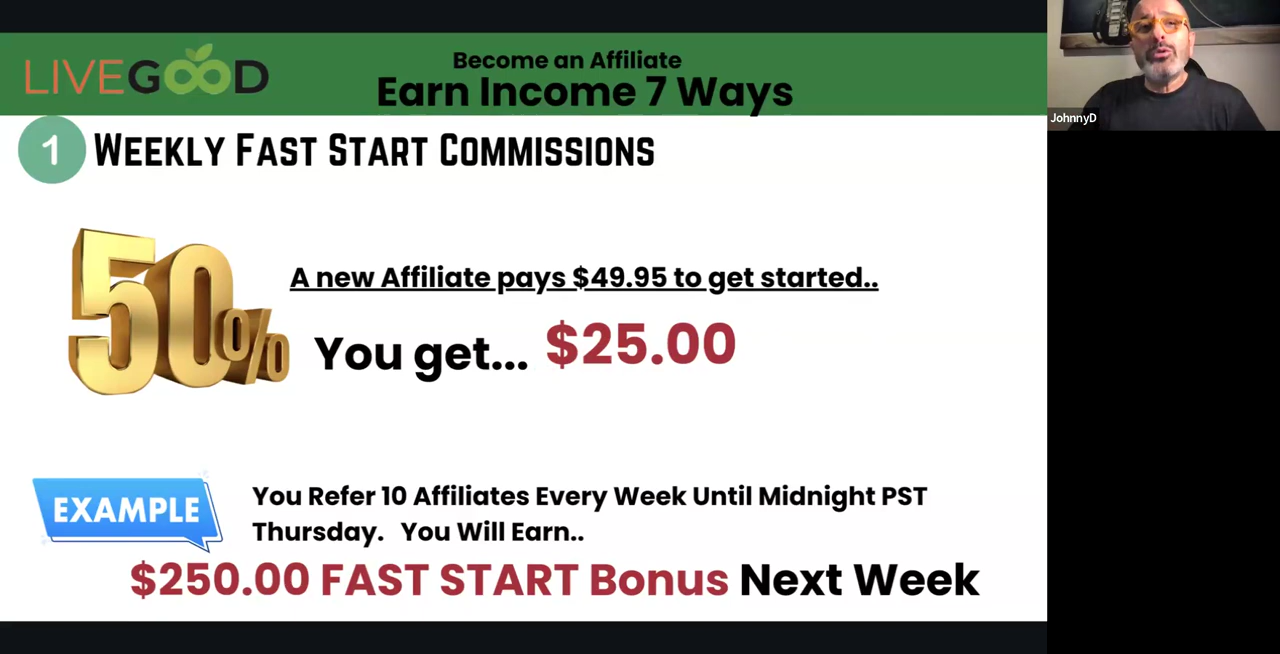 LIVEGOOD
Become an Affiliate
Earn Income 7 Ways
1 WEEKLY FAST START COMMISSIONS
50%
A new Affiliate pays $49.95 to get started..
You get... $25.00
EXAMPLE
You Refer 10 Affiliates Every Week Until Midnight PST
Thursday. You Will Earn..
$250.00 FAST START Bonus Next Week
JohnnyD